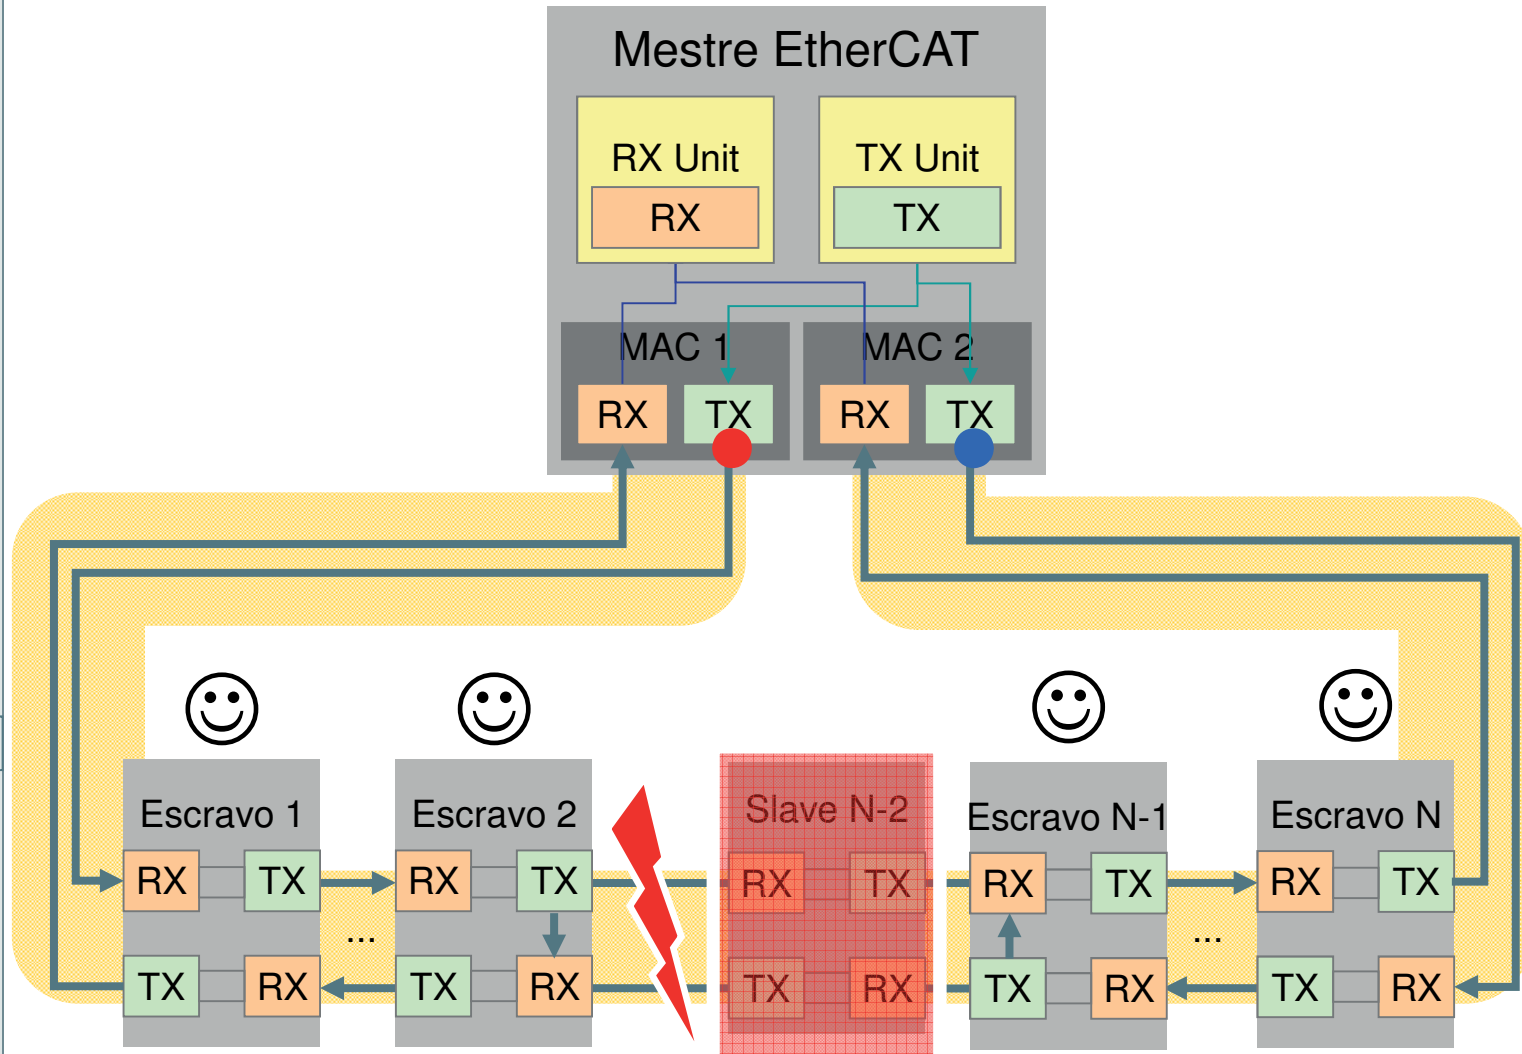 Mestre EtherCAT
RX Unit
TX Unit
RX
TX
MAC 1
MAC 2
RX
TX
RX
TX
Escravo 1
Escravo 2
Slave N-2
Escravo N-1
Escravo N
RX
TX
RX
TX
RX
TX
RX
TX
RX
TX
...
...
TX
RX
TX
RX
TX
RX
TX
RX
TX
RX